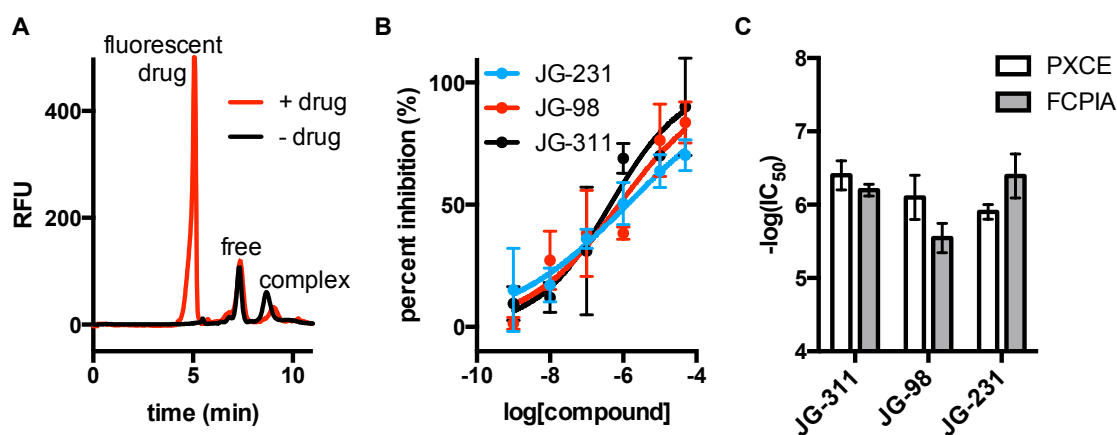 A
fluorescent
drug
+ drug
- drug
free
complex
RFU
400
200
0
0
5
10
time (min)
B
JG-231
JG-98
JG-311
percent inhibition (%)
100
50
0
-10
-8
-6
-4
log[compound]
C
PXCE
FCPIA
-log(IC50)
8
7
6
5
4
JG-311
JG-98
JG-231